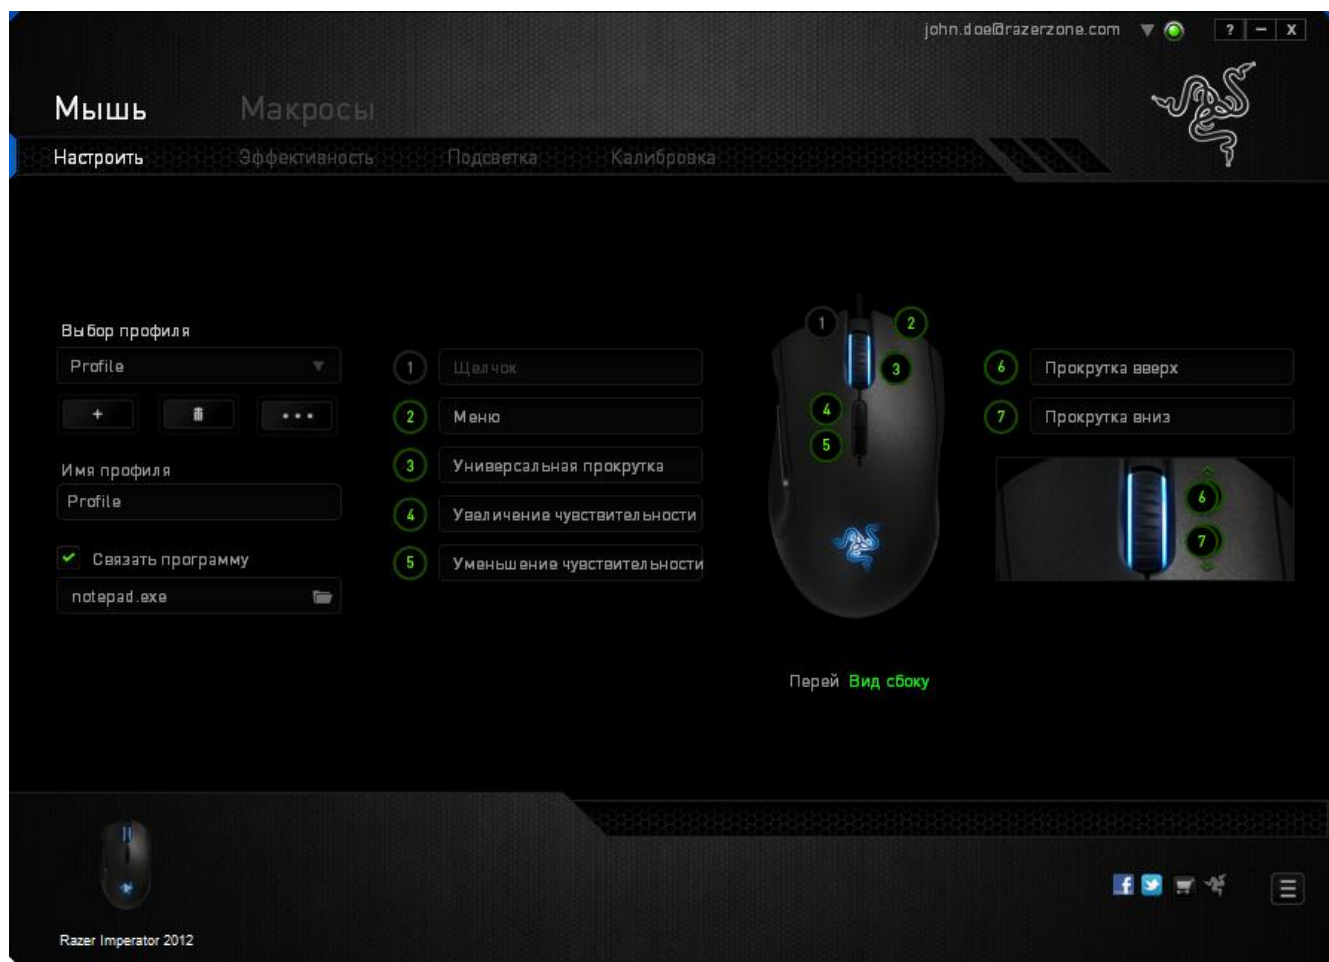 john.doe@razerzone.com ? – X
Мышь Макросы
Настроить Эффективность Подсветка Калибровка
Выбор профиля
Profile
+
Имя профиля
Profile
Связать программу
notepad.exe
1 Щелчок
2 Меню
3 Универсальная прокрутка
4 Увеличение чувствительности
5 Уменьшение чувствительности
1
2
3
4
5
Перей Вид сбоку
6 Прокрутка вверх
7 Прокрутка вниз
6
7
Razer Imperator 2012